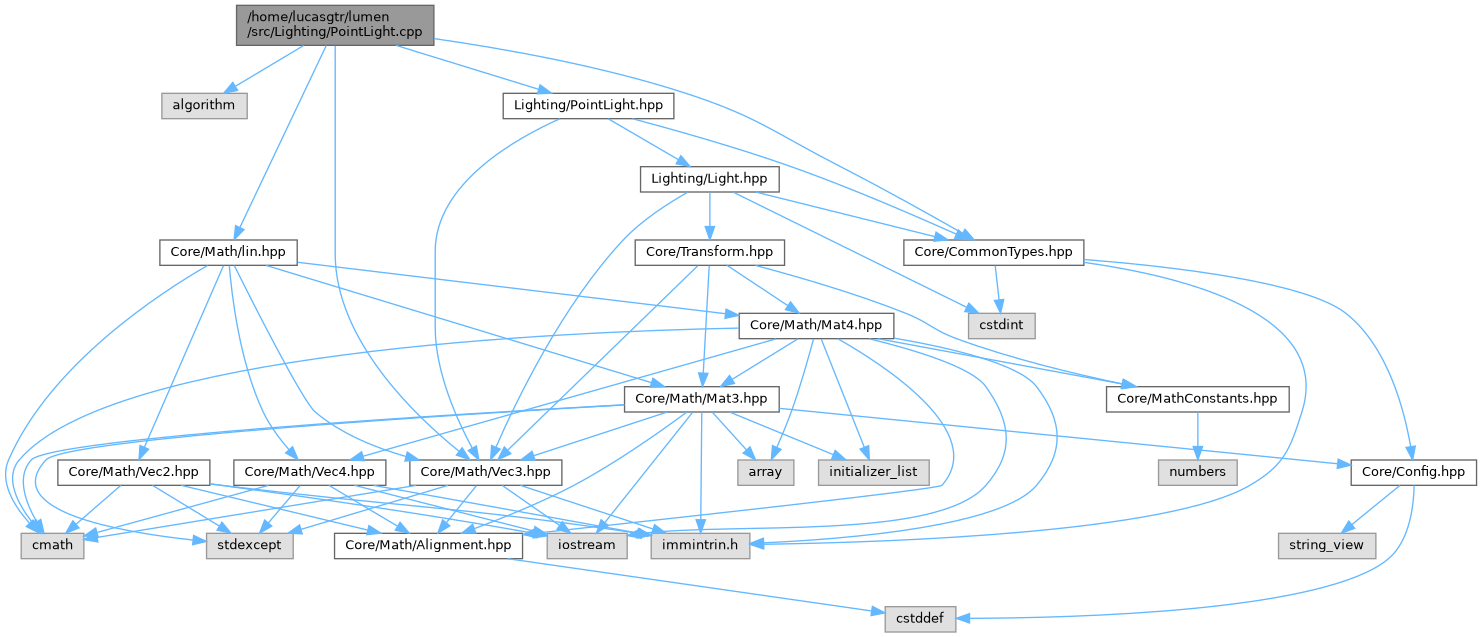 /home/lucasgtr/lumen
/src/Lighting/PointLight.cpp
algorithm
Lighting/PointLight.hpp
Lighting/Light.hpp
Core/Math/lin.hpp
Core/Transform.hpp
Core/CommonTypes.hpp
Core/Math/Mat4.hpp
cstdint
Core/Math/Mat3.hpp
Core/MathConstants.hpp
Core/Math/Vec2.hpp
Core/Math/Vec4.hpp
Core/Math/Vec3.hpp
array
initializer_list
numbers
Core/Config.hpp
cmath
stdexcept
Core/Math/Alignment.hpp
iostream
immintrin.h
string_view
cstddef